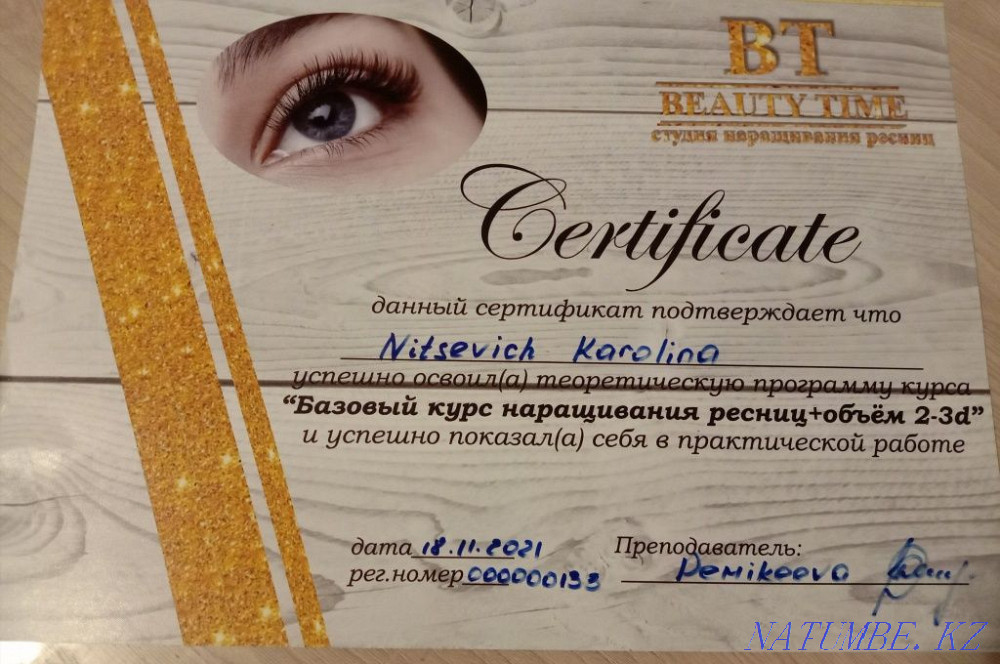 BT
BEAUTY TIME
студия наращивания ресниц
Certificate
данный сертификат подтверждает что
Nitsevich Karolina
успешно освоил(а) теоретическую программу курса
“Базовый курс наращивания ресниц+объём 2-3d”
и успешно показал(а) себя в практической работе
дата 18.11.2021
Преподаватель:
рег.номер 000000133
NATUMBE.KZ